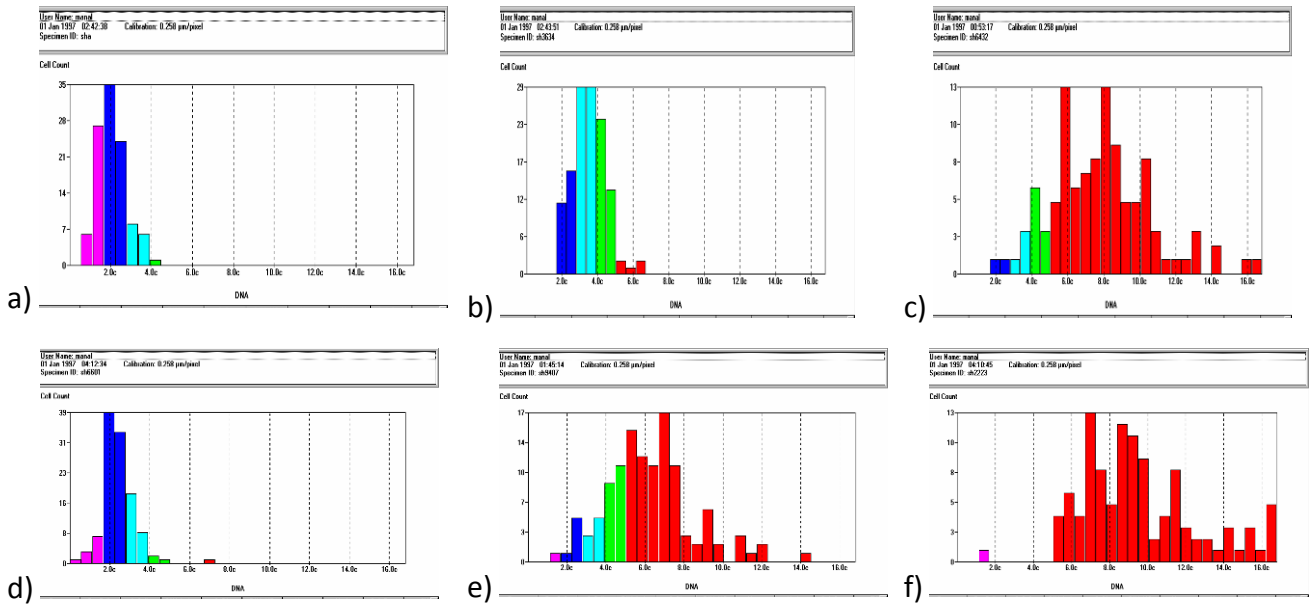 User Name: manal
01 Jan 1997 02:42:38 Calibration: 0.258 µm/pixel
Specimen ID: sha
Cell Count
35
28
21
14
7
0
2.0c 4.0c 6.0c 8.0c 10.0c 12.0c 14.0c 16.0c
DNA
a)
User Name: manal
01 Jan 1997 02:43:51 Calibration: 0.258 µm/pixel
Specimen ID: sh3634
Cell Count
29
23
17
12
6
0
2.0c 4.0c 6.0c 8.0c 10.0c 12.0c 14.0c 16.0c
DNA
b)
User Name: manal
01 Jan 1997 00:53:17 Calibration: 0.258 µm/pixel
Specimen ID: sh6432
Cell Count
13
10
8
5
3
0
2.0c 4.0c 6.0c 8.0c 10.0c 12.0c 14.0c 16.0c
DNA
c)
User Name: manal
01 Jan 1997 04:12:34 Calibration: 0.258 µm/pixel
Specimen ID: sh6601
Cell Count
39
31
23
16
8
0
2.0c 4.0c 6.0c 8.0c 10.0c 12.0c 14.0c 16.0c
DNA
d)
User Name: manal
01 Jan 1997 01:45:14 Calibration: 0.258 µm/pixel
Specimen ID: sh9407
Cell Count
17
14
10
7
3
0
2.0c 4.0c 6.0c 8.0c 10.0c 12.0c 14.0c 16.0c
DNA
e)
User Name: manal
01 Jan 1997 04:10:45 Calibration: 0.258 µm/pixel
Specimen ID: sh2223
Cell Count
13
10
8
5
3
0
2.0c 4.0c 6.0c 8.0c 10.0c 12.0c 14.0c 16.0c
DNA
f)